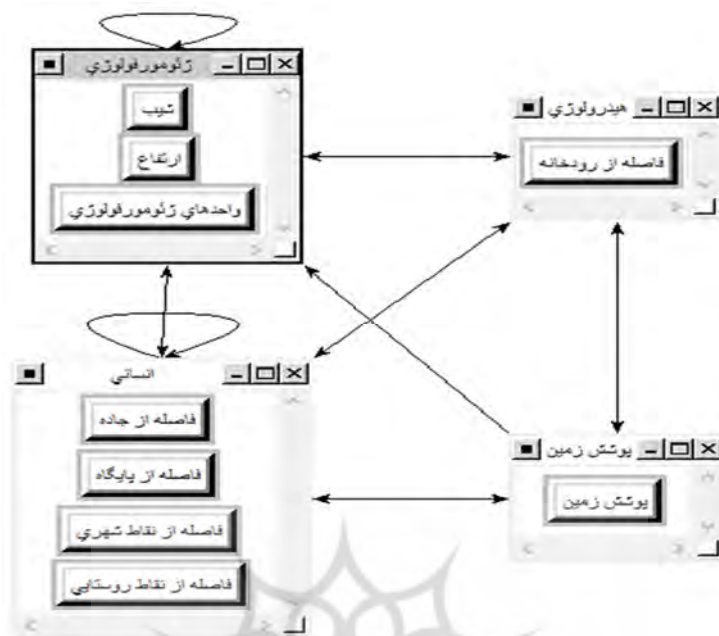 ژئومورفولوژي
شيب
ارتفاع
واحدهاي ژئومورفولوژي
هيدرولوژي
فاصله از رودخانه
انساني
فاصله از جاده
فاصله از پايگاه
فاصله از نقاط شهري
فاصله از نقاط روستايي
پوشش زمين
پوشش زمين